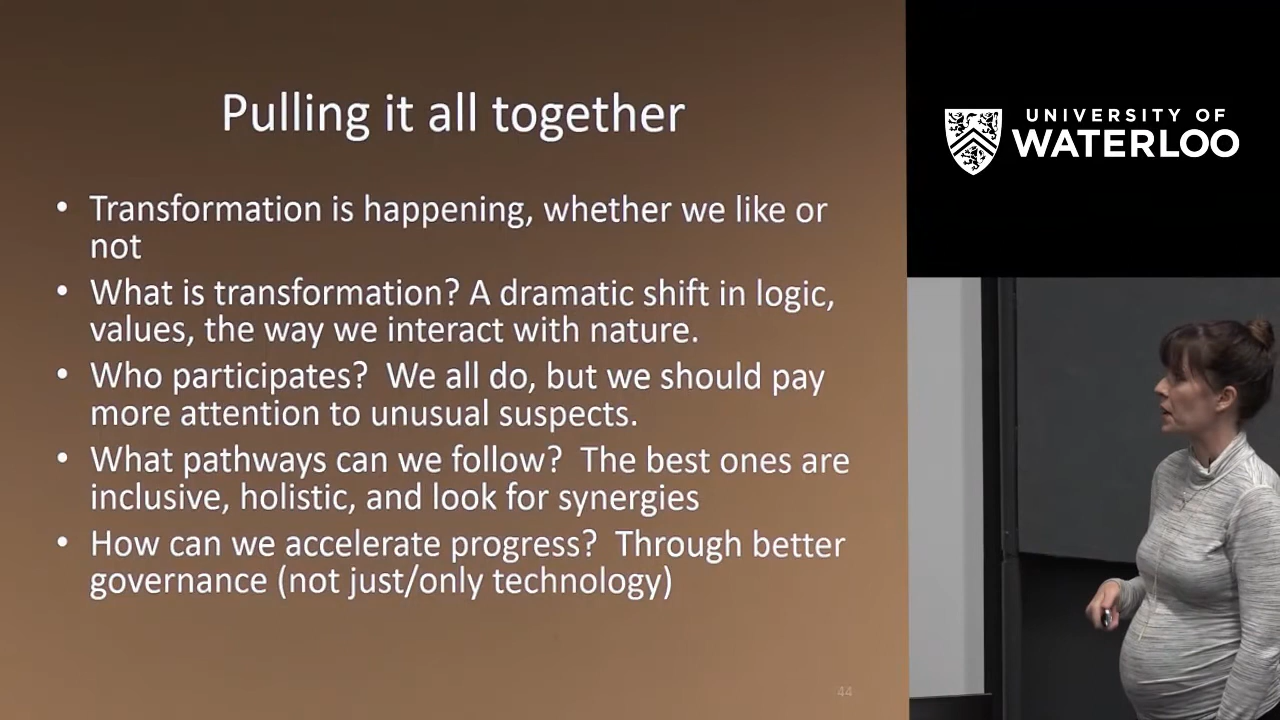 Pulling it all together
• Transformation is happening, whether we like or
not
• What is transformation? A dramatic shift in logic,
values, the way we interact with nature.
• Who participates? We all do, but we should pay
more attention to unusual suspects.
• What pathways can we follow? The best ones are
inclusive, holistic, and look for synergies
• How can we accelerate progress? Through better
governance (not just/only technology)
44
UNIVERSITY OF
WATERLOO